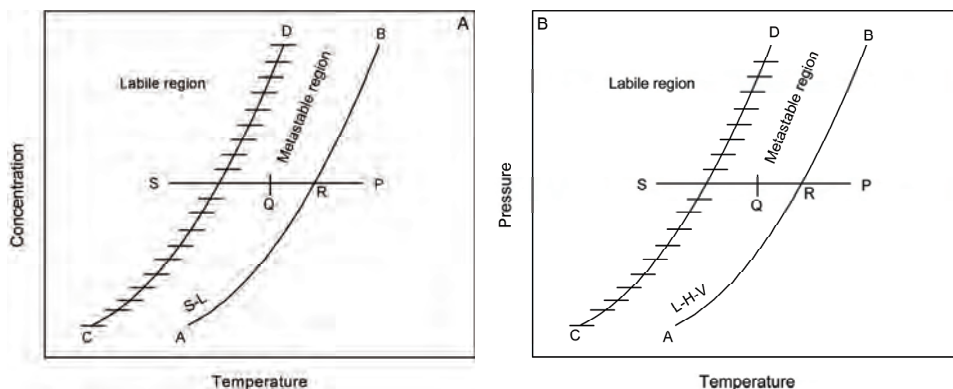 A
D
B
Labile region
Metastable region
S
Q
R
P
S-L
C
A
Concentration
Temperature
B
D
B
Labile region
Metastable region
S
Q
R
P
L-H-V
C
A
Pressure
Temperature